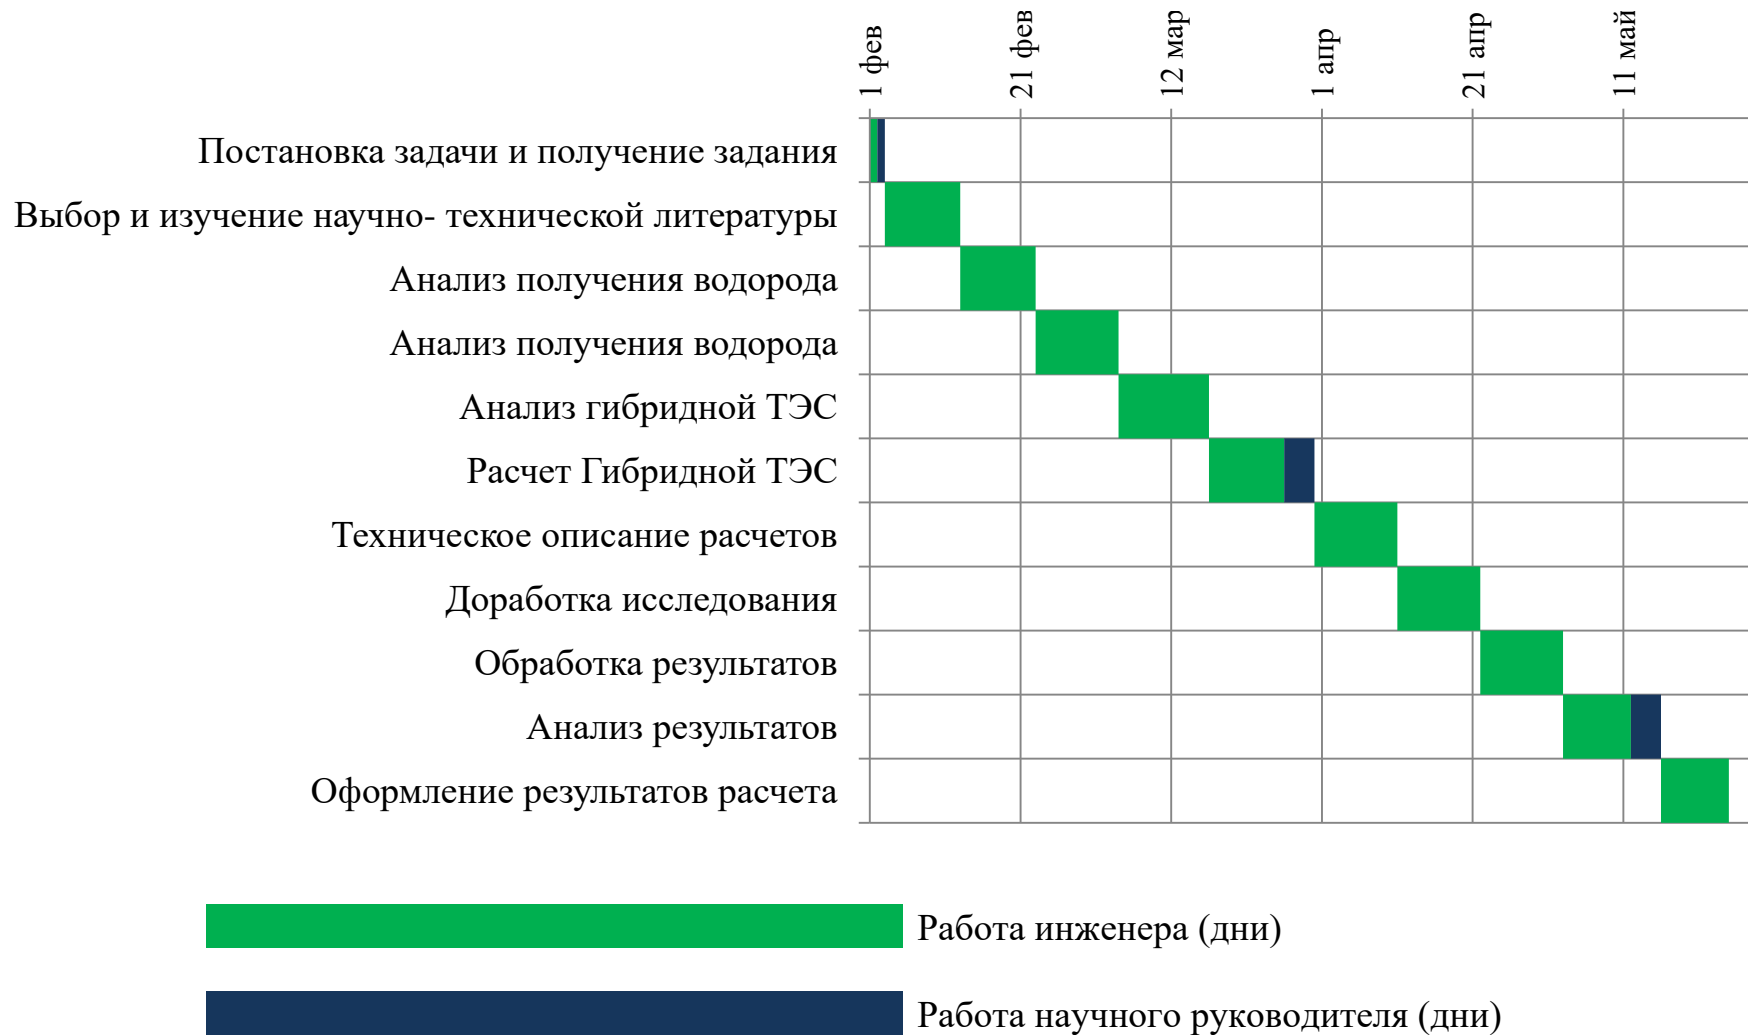 1 фев
21 фев
12 мар
1 апр
21 апр
11 май
Постановка задачи и получение задания
Выбор и изучение научно- технической литературы
Анализ получения водорода
Анализ получения водорода
Анализ гибридной ТЭС
Расчет Гибридной ТЭС
Техническое описание расчетов
Доработка исследования
Обработка результатов
Анализ результатов
Оформление результатов расчета
Работа инженера (дни)
Работа научного руководителя (дни)